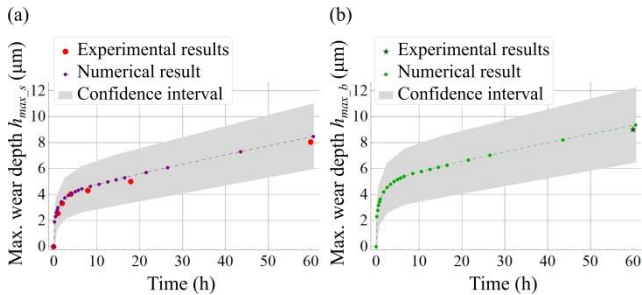 (a)
Experimental results
Numerical result
Confidence interval
Max. wear depth h_max_s (μm)
12
10
8
6
4
2
0
0 10 20 30 40 50 60
Time (h)
(b)
Experimental results
Numerical result
Confidence interval
Max. wear depth h_max_b (μm)
12
10
8
6
4
2
0
0 10 20 30 40 50 60
Time (h)